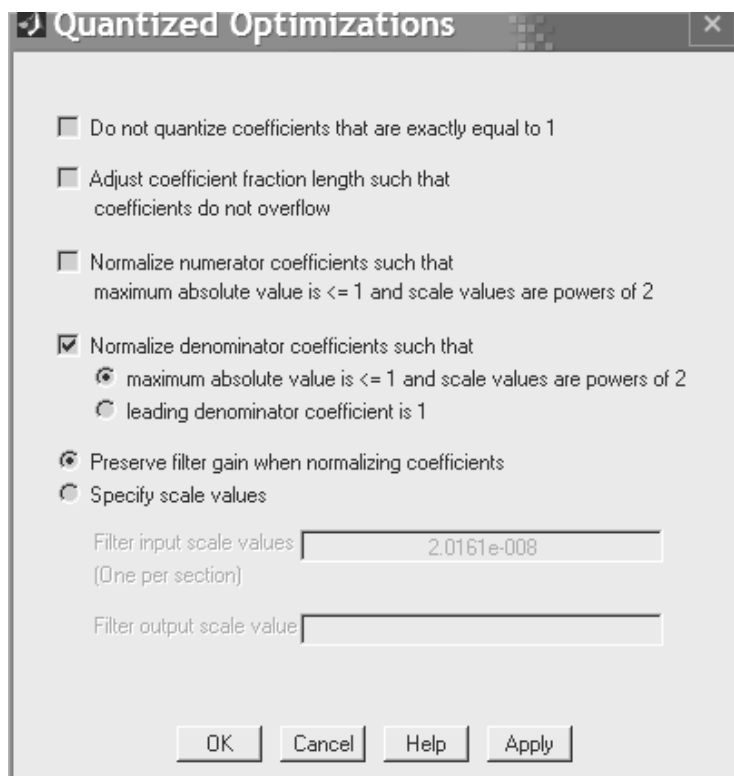 Quantized Optimizations
Do not quantize coefficients that are exactly equal to 1
Adjust coefficient fraction length such that
coefficients do not overflow
Normalize numerator coefficients such that
maximum absolute value is <= 1 and scale values are powers of 2
Normalize denominator coefficients such that
maximum absolute value is <= 1 and scale values are powers of 2
leading denominator coefficient is 1
Preserve filter gain when normalizing coefficients
Specify scale values
Filter input scale values 2.0161e-008
(One per section)
Filter output scale value
OK Cancel Help Apply